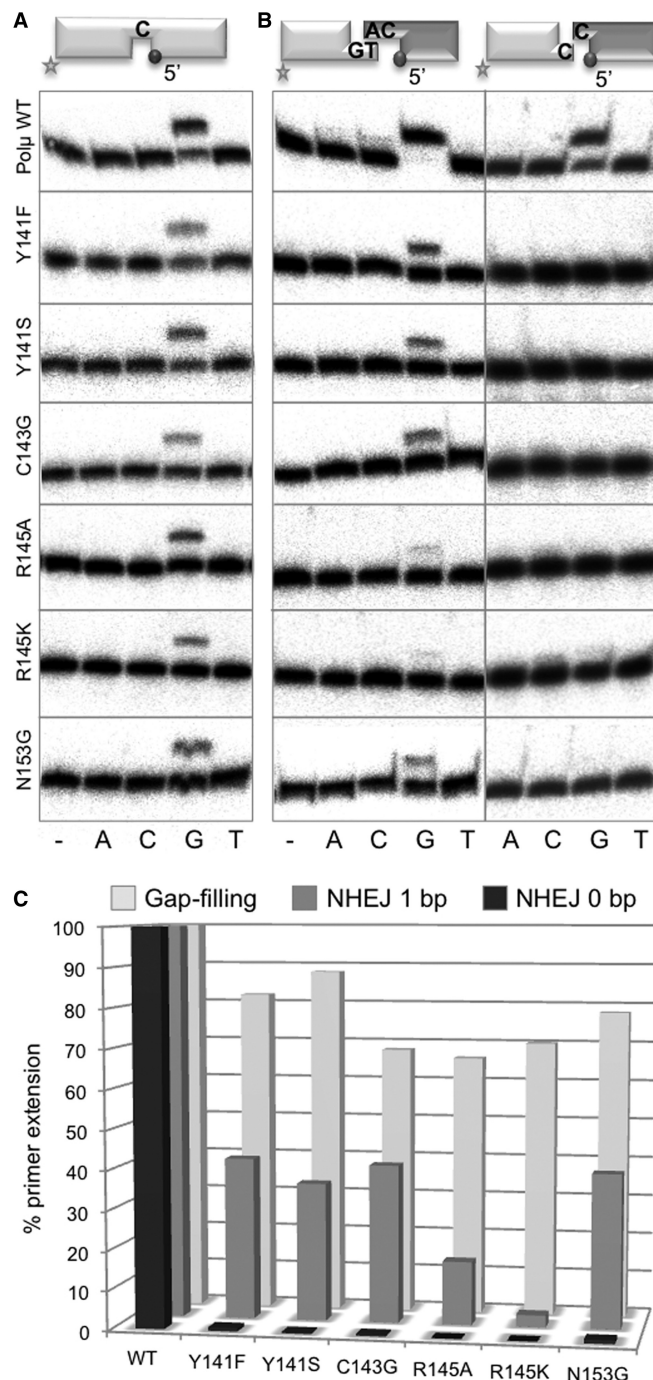 A
C
5'
B
AC
GT
5'
C
C
5'
Polμ WT
Y141F
Y141S
C143G
R145A
R145K
N153G
- A C G T
- A C G T
A C G T
C
Gap-filling
NHEJ 1 bp
NHEJ 0 bp
% primer extension
100
90
80
70
60
50
40
30
20
10
0
WT
Y141F
Y141S
C143G
R145A
R145K
N153G